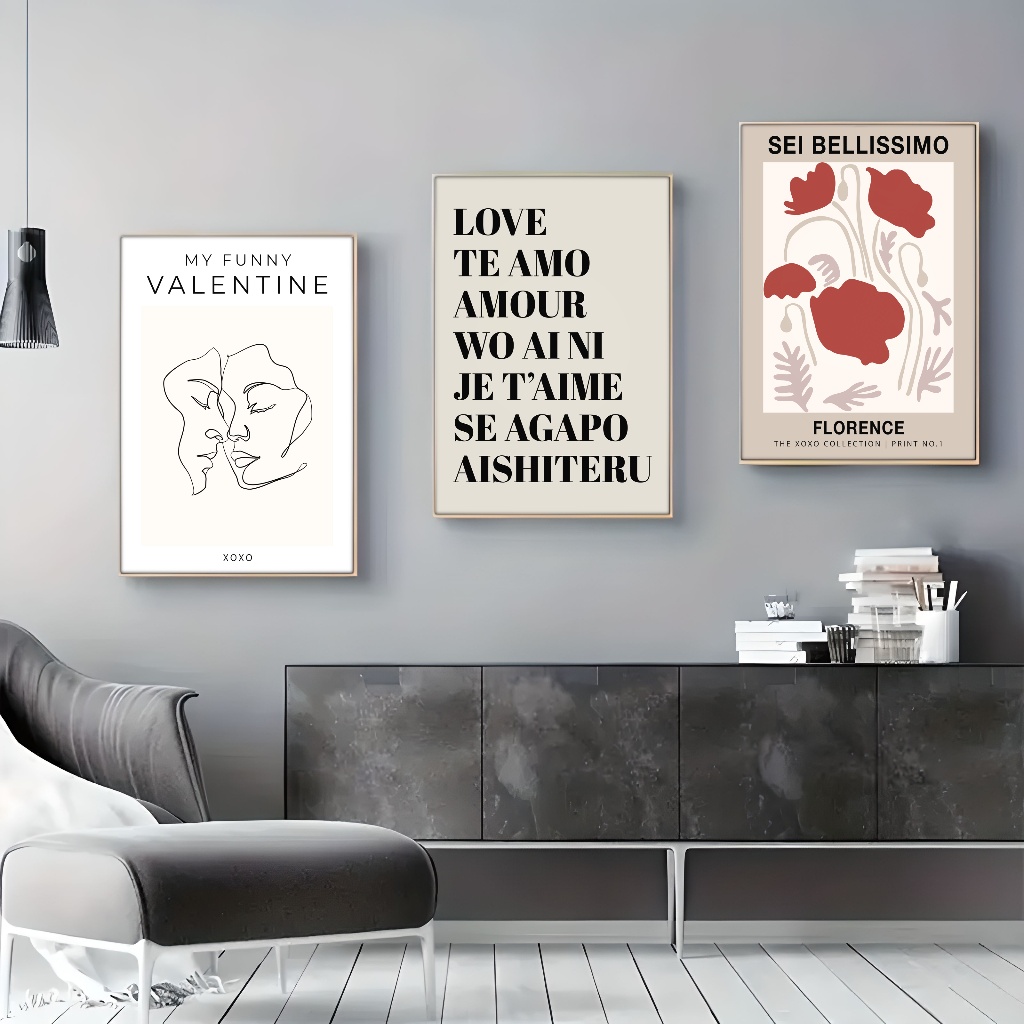 MY FUNNY
VALENTINE
XOXO
LOVE
TE AMO
AMOUR
WO AI NI
JE T'AIME
SE AGAPO
AISHITERU
SEI BELLISSIMO
FLORENCE
THE XOXO COLLECTION | PRINT NO.1